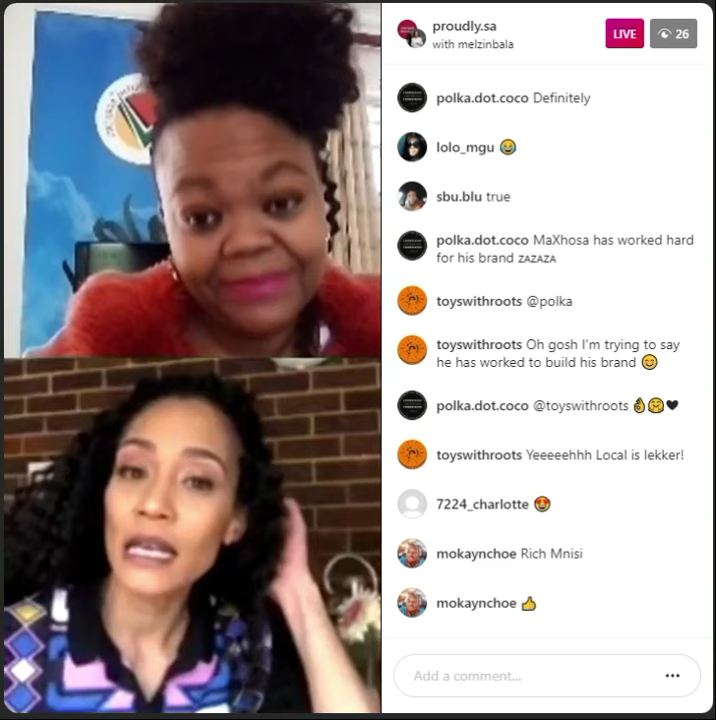 proudly.sa
with melzinbala
LIVE
26
polka.dot.coco Definitely
lolo_mgu 😂
sbu.blu true
polka.dot.coco MaXhosa has worked hard
for his brand ZAZAZA
toyswithroots @polka
toyswithroots Oh gosh I'm trying to say
he has worked to build his brand 😊
polka.dot.coco @toyswithroots 👌🤗🖤
toyswithroots Yeeeeehhh Local is lekker!
7224_charlotte 😍
mokaynchoe Rich Mnisi
mokaynchoe 👍
Add a comment...